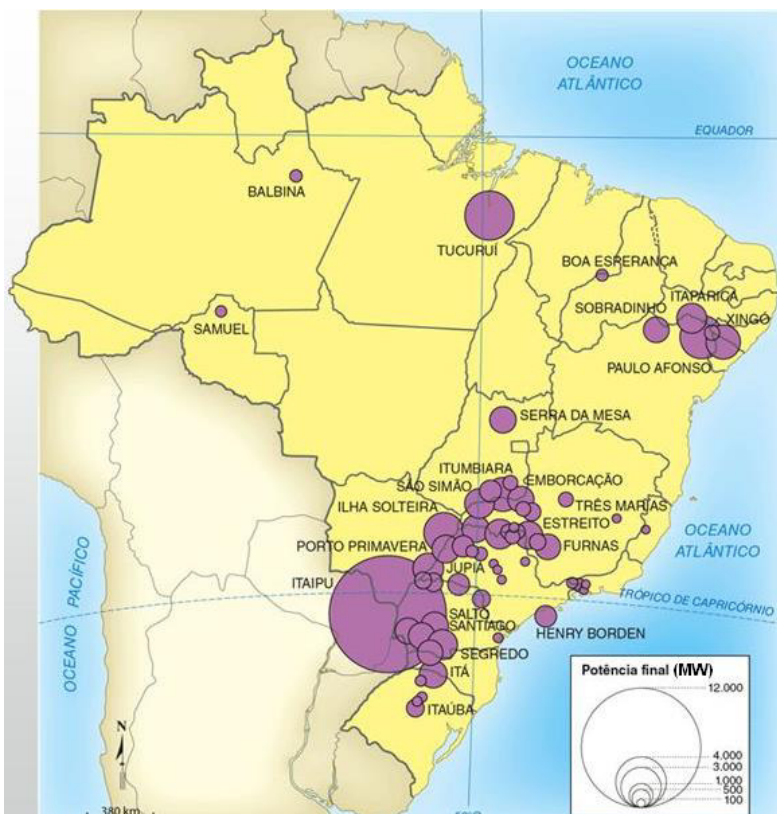 OCEANO
ATLÂNTICO
EQUADOR
BALBINA
TUCURUÍ
BOA ESPERANÇA
ITAPARICA
SOBRADINHO
XINGÓ
SAMUEL
PAULO AFONSO
SERRA DA MESA
ITUMBIARA
EMBORCAÇÃO
SÃO SIMÃO
TRÊS MARIAS
ILHA SOLTEIRA
ESTREITO
OCEANO
ATLÂNTICO
PORTO PRIMAVERA
FURNAS
JUPIÁ
ITAIPU
TRÓPICO DE CAPRICÓRNIO
OCEANO PACÍFICO
SALTO
SANTIAGO
HENRY BORDEN
SEGREDO
ITÁ
ITAÚBA
Potência final (MW)
12.000
4.000
3.000
1.000
500
100
N
380 km